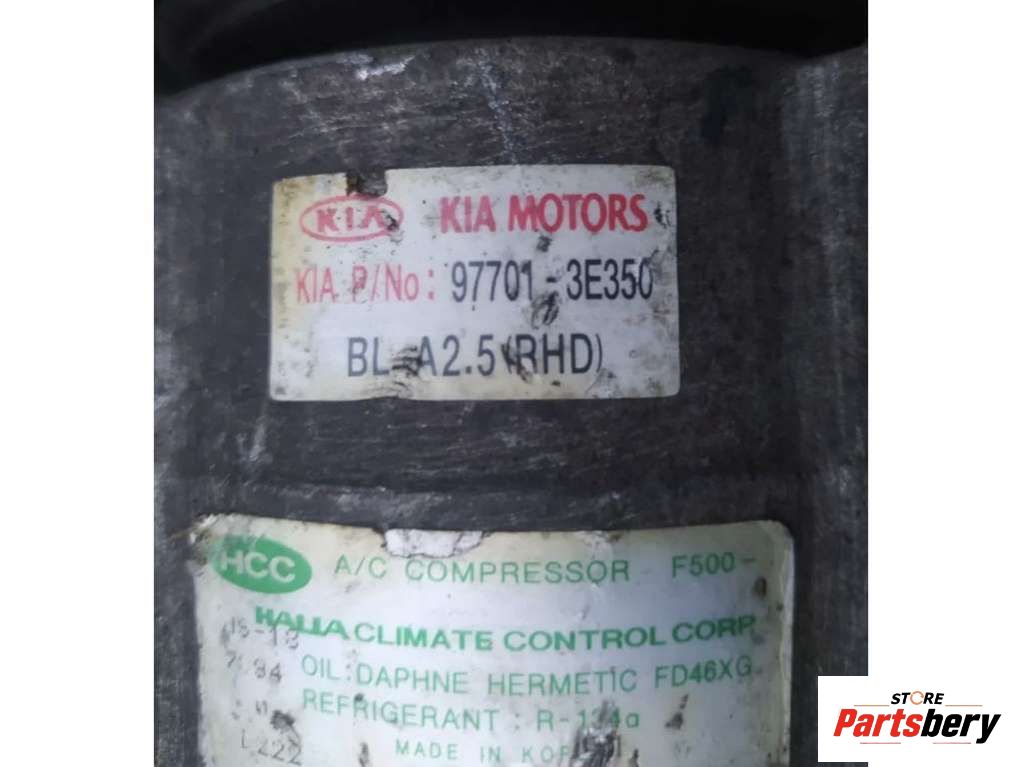 KIA KIA MOTORS
KIA P/No: 97701-3E350
BL A2.5 (RHD)
HCC A/C COMPRESSOR F500-
HALLA CLIMATE CONTROL CORP
OIL: DAPHNE HERMETIC FD46XG
REFRIGERANT: R-134a
MADE IN
STORE
Partsbery